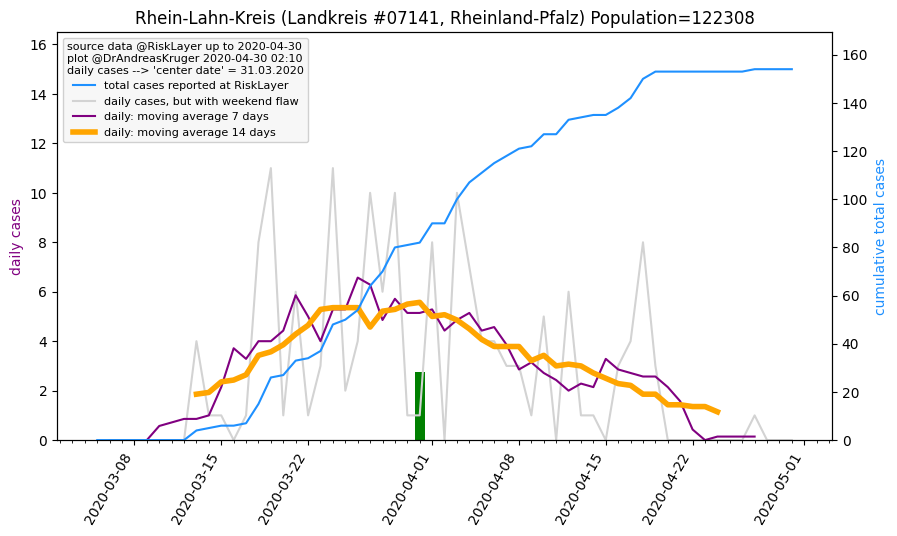 Rhein-Lahn-Kreis (Landkreis #07141, Rheinland-Pfalz) Population=122308
source data @RiskLayer up to 2020-04-30
plot @DrAndreasKruger 2020-04-30 02:10
daily cases --> 'center date' = 31.03.2020
total cases reported at RiskLayer
daily cases, but with weekend flaw
daily: moving average 7 days
daily: moving average 14 days
daily cases
16
14
12
10
8
6
4
2
0
160
140
120
100
80
60
40
20
0
cumulative total cases
2020-03-08
2020-03-15
2020-03-22
2020-04-01
2020-04-08
2020-04-15
2020-04-22
2020-05-01